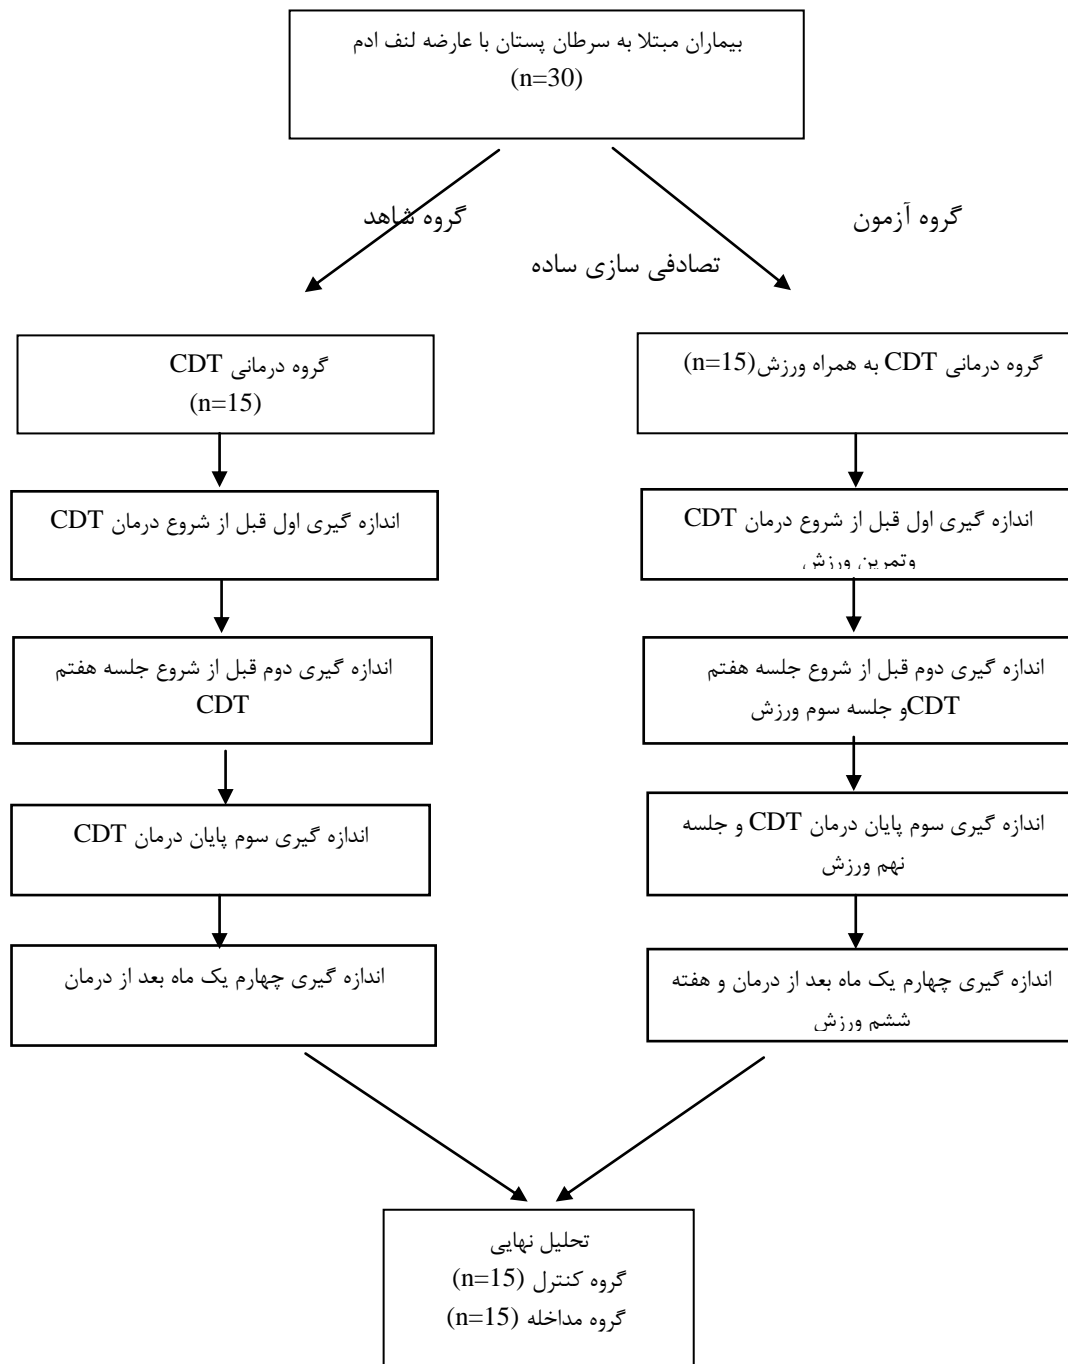 بیماران مبتلا به سرطان پستان با عارضه لنف ادم
(n=30)
گروه آزمون
گروه شاهد
تصادفی سازی ساده
گروه درمانی CDT به همراه ورزش(n=15)
گروه درمانی CDT
(n=15)
اندازه گیری اول قبل از شروع درمان CDT
وتمرین ورزش
اندازه گیری اول قبل از شروع درمان CDT
اندازه گیری دوم قبل از شروع جلسه هفتم
CDTو جلسه سوم ورزش
اندازه گیری دوم قبل از شروع جلسه هفتم
CDT
اندازه گیری سوم پایان درمان CDT و جلسه
نهم ورزش
اندازه گیری سوم پایان درمان CDT
اندازه گیری چهارم یک ماه بعد از درمان و هفته
ششم ورزش
اندازه گیری چهارم یک ماه بعد از درمان
تحلیل نهایی
گروه کنترل (n=15)
گروه مداخله (n=15)